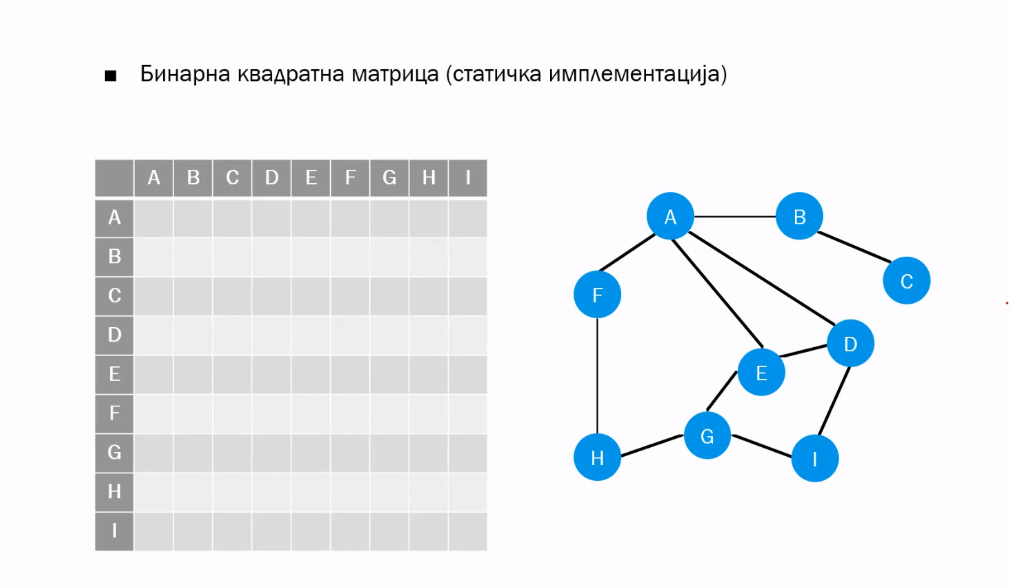 ▪ Бинарна квадратна матрица (статичка имплементација)
A B C D E F G H I
A
B
C
D
E
F
G
H
I
A B
C
F
D
E
G
H I